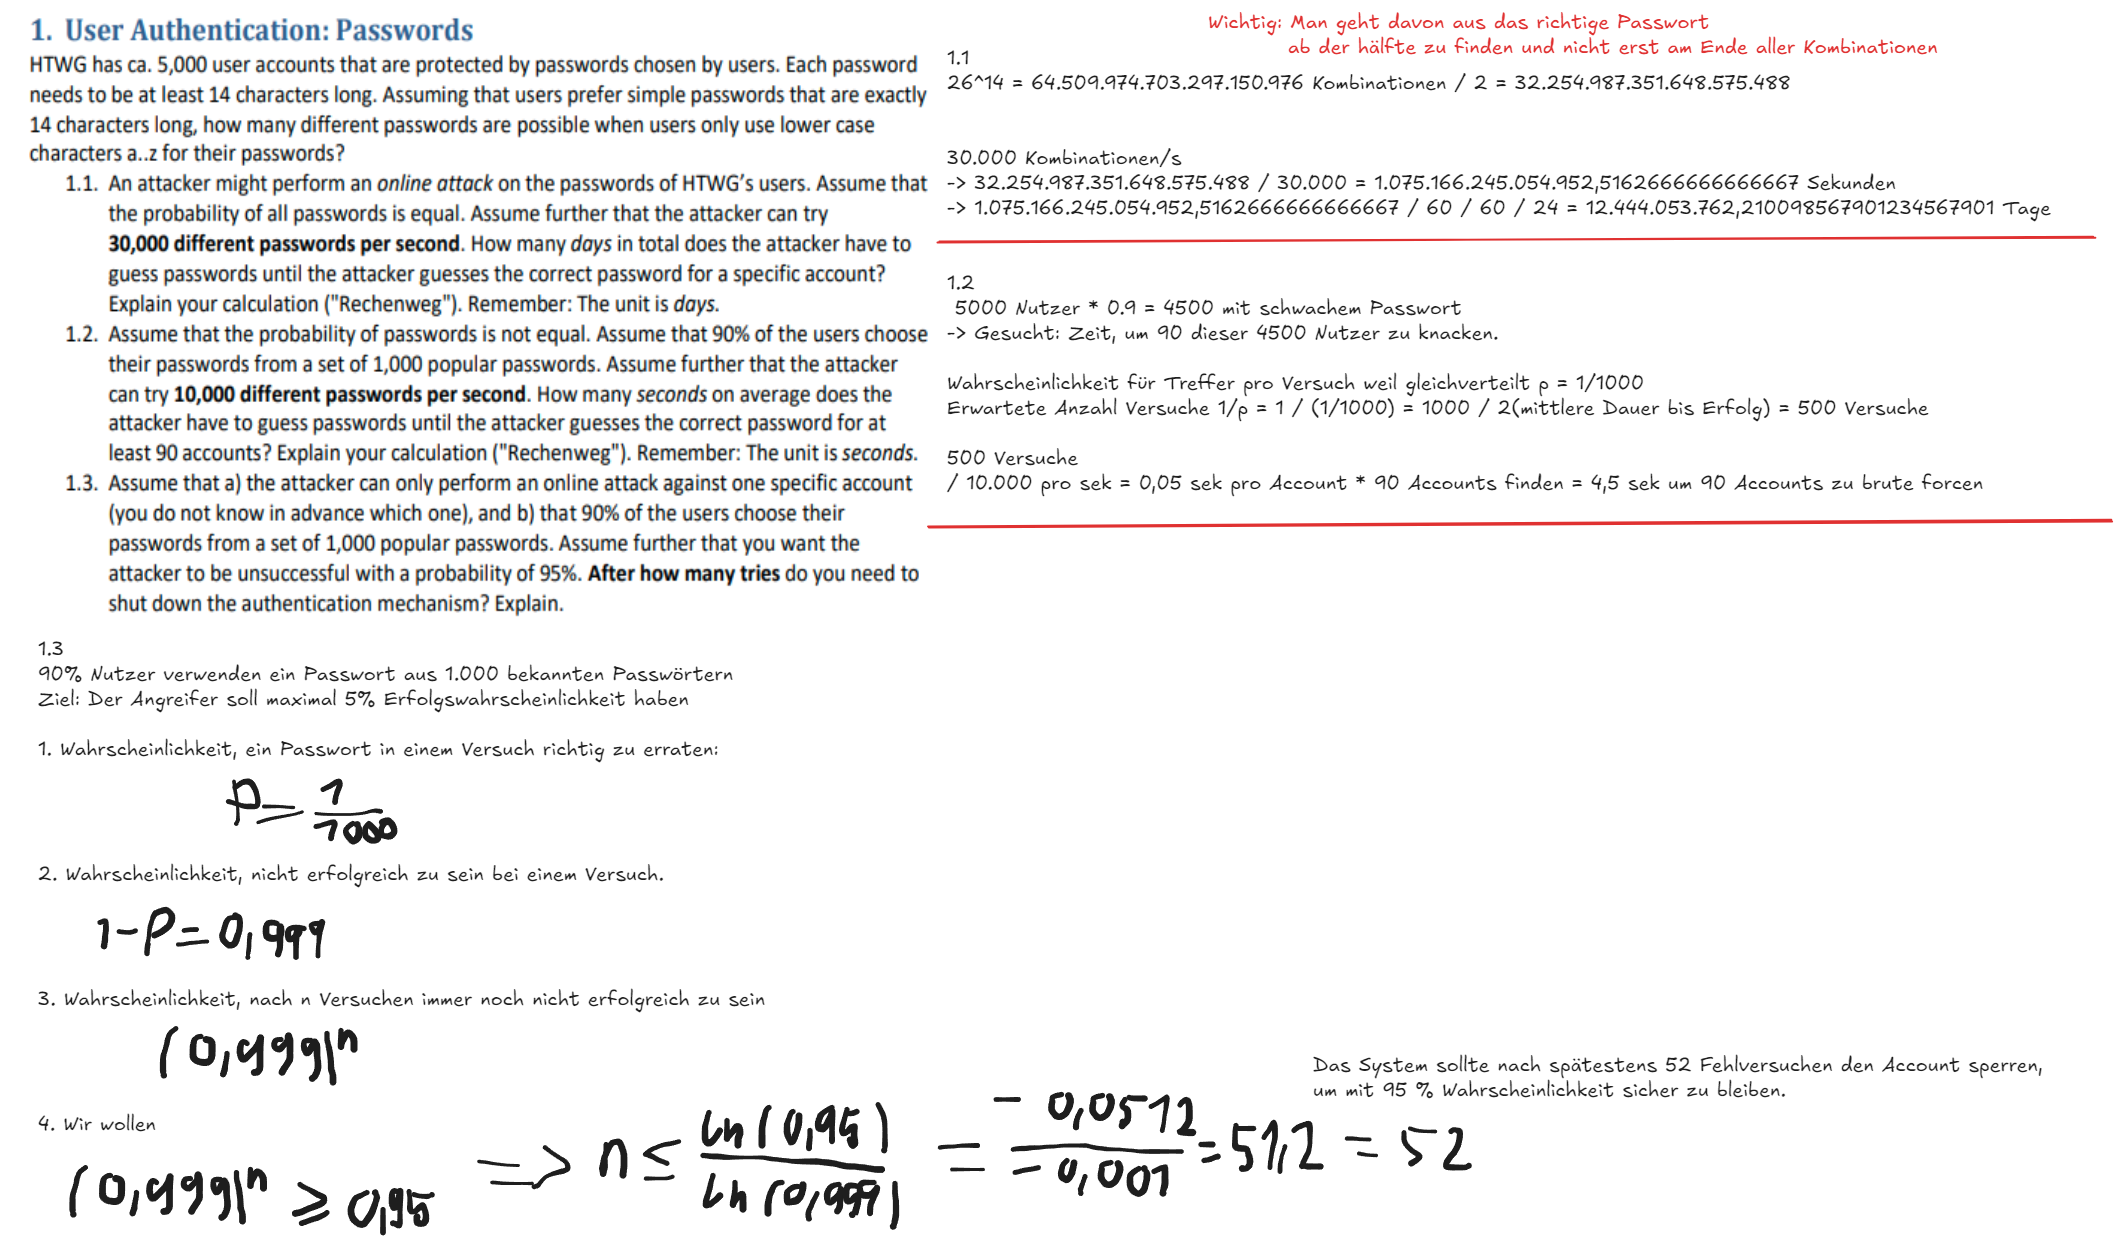 1. User Authentication: Passwords
HTWG has ca. 5,000 user accounts that are protected by passwords chosen by users. Each password
needs to be at least 14 characters long. Assuming that users prefer simple passwords that are exactly
14 characters long, how many different passwords are possible when users only use lower case
characters a..z for their passwords?
1.1. An attacker might perform an online attack on the passwords of HTWG's users. Assume that
the probability of all passwords is equal. Assume further that the attacker can try
30,000 different passwords per second. How many days in total does the attacker have to
guess passwords until the attacker guesses the correct password for a specific account?
Explain your calculation ("Rechenweg"). Remember: The unit is days.
1.2. Assume that the probability of passwords is not equal. Assume that 90% of the users choose
their passwords from a set of 1,000 popular passwords. Assume further that the attacker
can try 10,000 different passwords per second. How many seconds on average does the
attacker have to guess passwords until the attacker guesses the correct password for at
least 90 accounts? Explain your calculation ("Rechenweg"). Remember: The unit is seconds.
1.3. Assume that a) the attacker can only perform an online attack against one specific account
(you do not know in advance which one), and b) that 90% of the users choose their
passwords from a set of 1,000 popular passwords. Assume further that you want the
attacker to be unsuccessful with a probability of 95%. After how many tries do you need to
shut down the authentication mechanism? Explain.
Wichtig: Man geht davon aus das richtige Passwort
ab der hälfte zu finden und nicht erst am Ende aller Kombinationen
1.1
26^14 = 64.509.974.703.297.150.976 Kombinationen / 2 = 32.254.987.351.648.575.488
30.000 Kombinationen/s
-> 32.254.987.351.648.575.488 / 30.000 = 1.075.166.245.054.952,5162666666666667 Sekunden
-> 1.075.166.245.054.952,5162666666666667 / 60 / 60 / 24 = 12.444.053.762,210098567901234567901 Tage
1.2
5000 Nutzer * 0.9 = 4500 mit schwachem Passwort
-> Gesucht: Zeit, um 90 dieser 4500 Nutzer zu knacken.
Wahrscheinlichkeit für Treffer pro Versuch weil gleichverteilt p = 1/1000
Erwartete Anzahl Versuche 1/p = 1 / (1/1000) = 1000 / 2(mittlere Dauer bis Erfolg) = 500 Versuche
500 Versuche
/ 10.000 pro sek = 0,05 sek pro Account * 90 Accounts finden = 4,5 sek um 90 Accounts zu brute forcen
1.3
90% Nutzer verwenden ein Passwort aus 1.000 bekannten Passwörtern
Ziel: Der Angreifer soll maximal 5% Erfolgswahrscheinlichkeit haben
1. Wahrscheinlichkeit, ein Passwort in einem Versuch richtig zu erraten:
p = 1/1000
2. Wahrscheinlichkeit, nicht erfolgreich zu sein bei einem Versuch.
1-P=0,999
3. Wahrscheinlichkeit, nach n Versuchen immer noch nicht erfolgreich zu sein
(0,999)^n
4. Wir wollen
(0,999)^n ≥ 0,95 => n ≤ ln(0,95) / ln(0,999) = -0,0512 / -0,001 = 51,2 = 52
Das System sollte nach spätestens 52 Fehlversuchen den Account sperren,
um mit 95 % Wahrscheinlichkeit sicher zu bleiben.